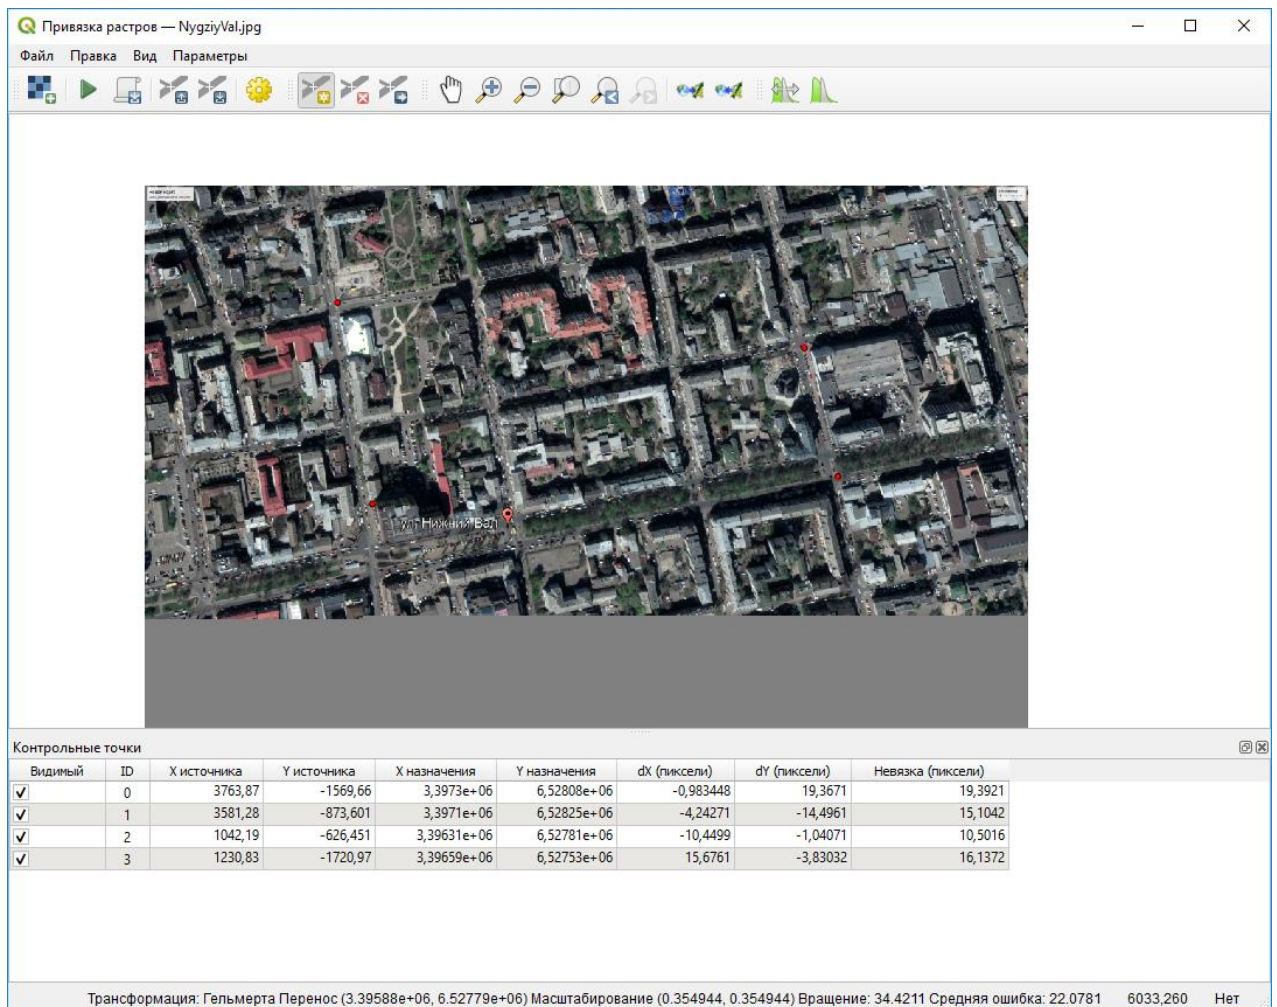 Привязка растров — NygziyVal.jpg
Файл Правка Вид Параметры
ул. Нижний Вал
Контрольные точки
Видимый ID X источника Y источника X назначения Y назначения dX (пиксели) dY (пиксели) Невязка (пиксели)
0 3763,87 -1569,66 3,3973e+06 6,52808e+06 -0,983448 19,3671 19,3921
1 3581,28 -873,601 3,3971e+06 6,52825e+06 -4,24271 -14,4961 15,1042
2 1042,19 -626,451 3,39631e+06 6,52781e+06 -10,4499 -1,04071 10,5016
3 1230,83 -1720,97 3,39659e+06 6,52753e+06 15,6761 -3,83032 16,1372
Трансформация: Гельмерта Перенос (3.39588e+06, 6.52779e+06) Масштабирование (0.354944, 0.354944) Вращение: 34.4211 Средняя ошибка: 22.0781 6033,260 Нет